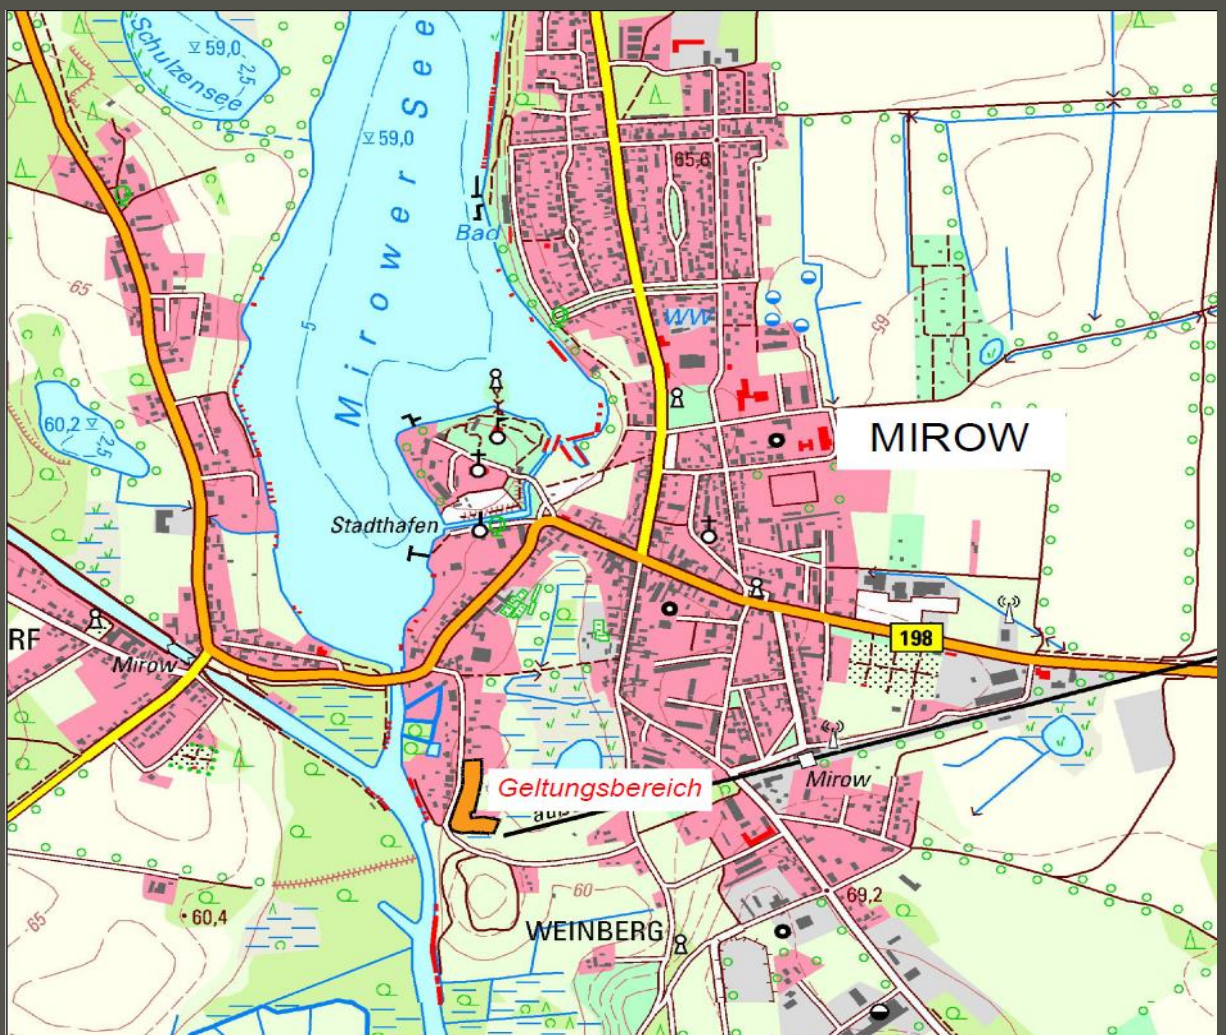 Schulzensee
59,0
2,5
59,0
Mirower See
65,6
Bad
65
WW
65
5
60,2
2,5
MIROW
Stadthafen
198
RF
Mirow
Geltungsbereich
Mirow
60
69,2
60,4
65
WEINBERG